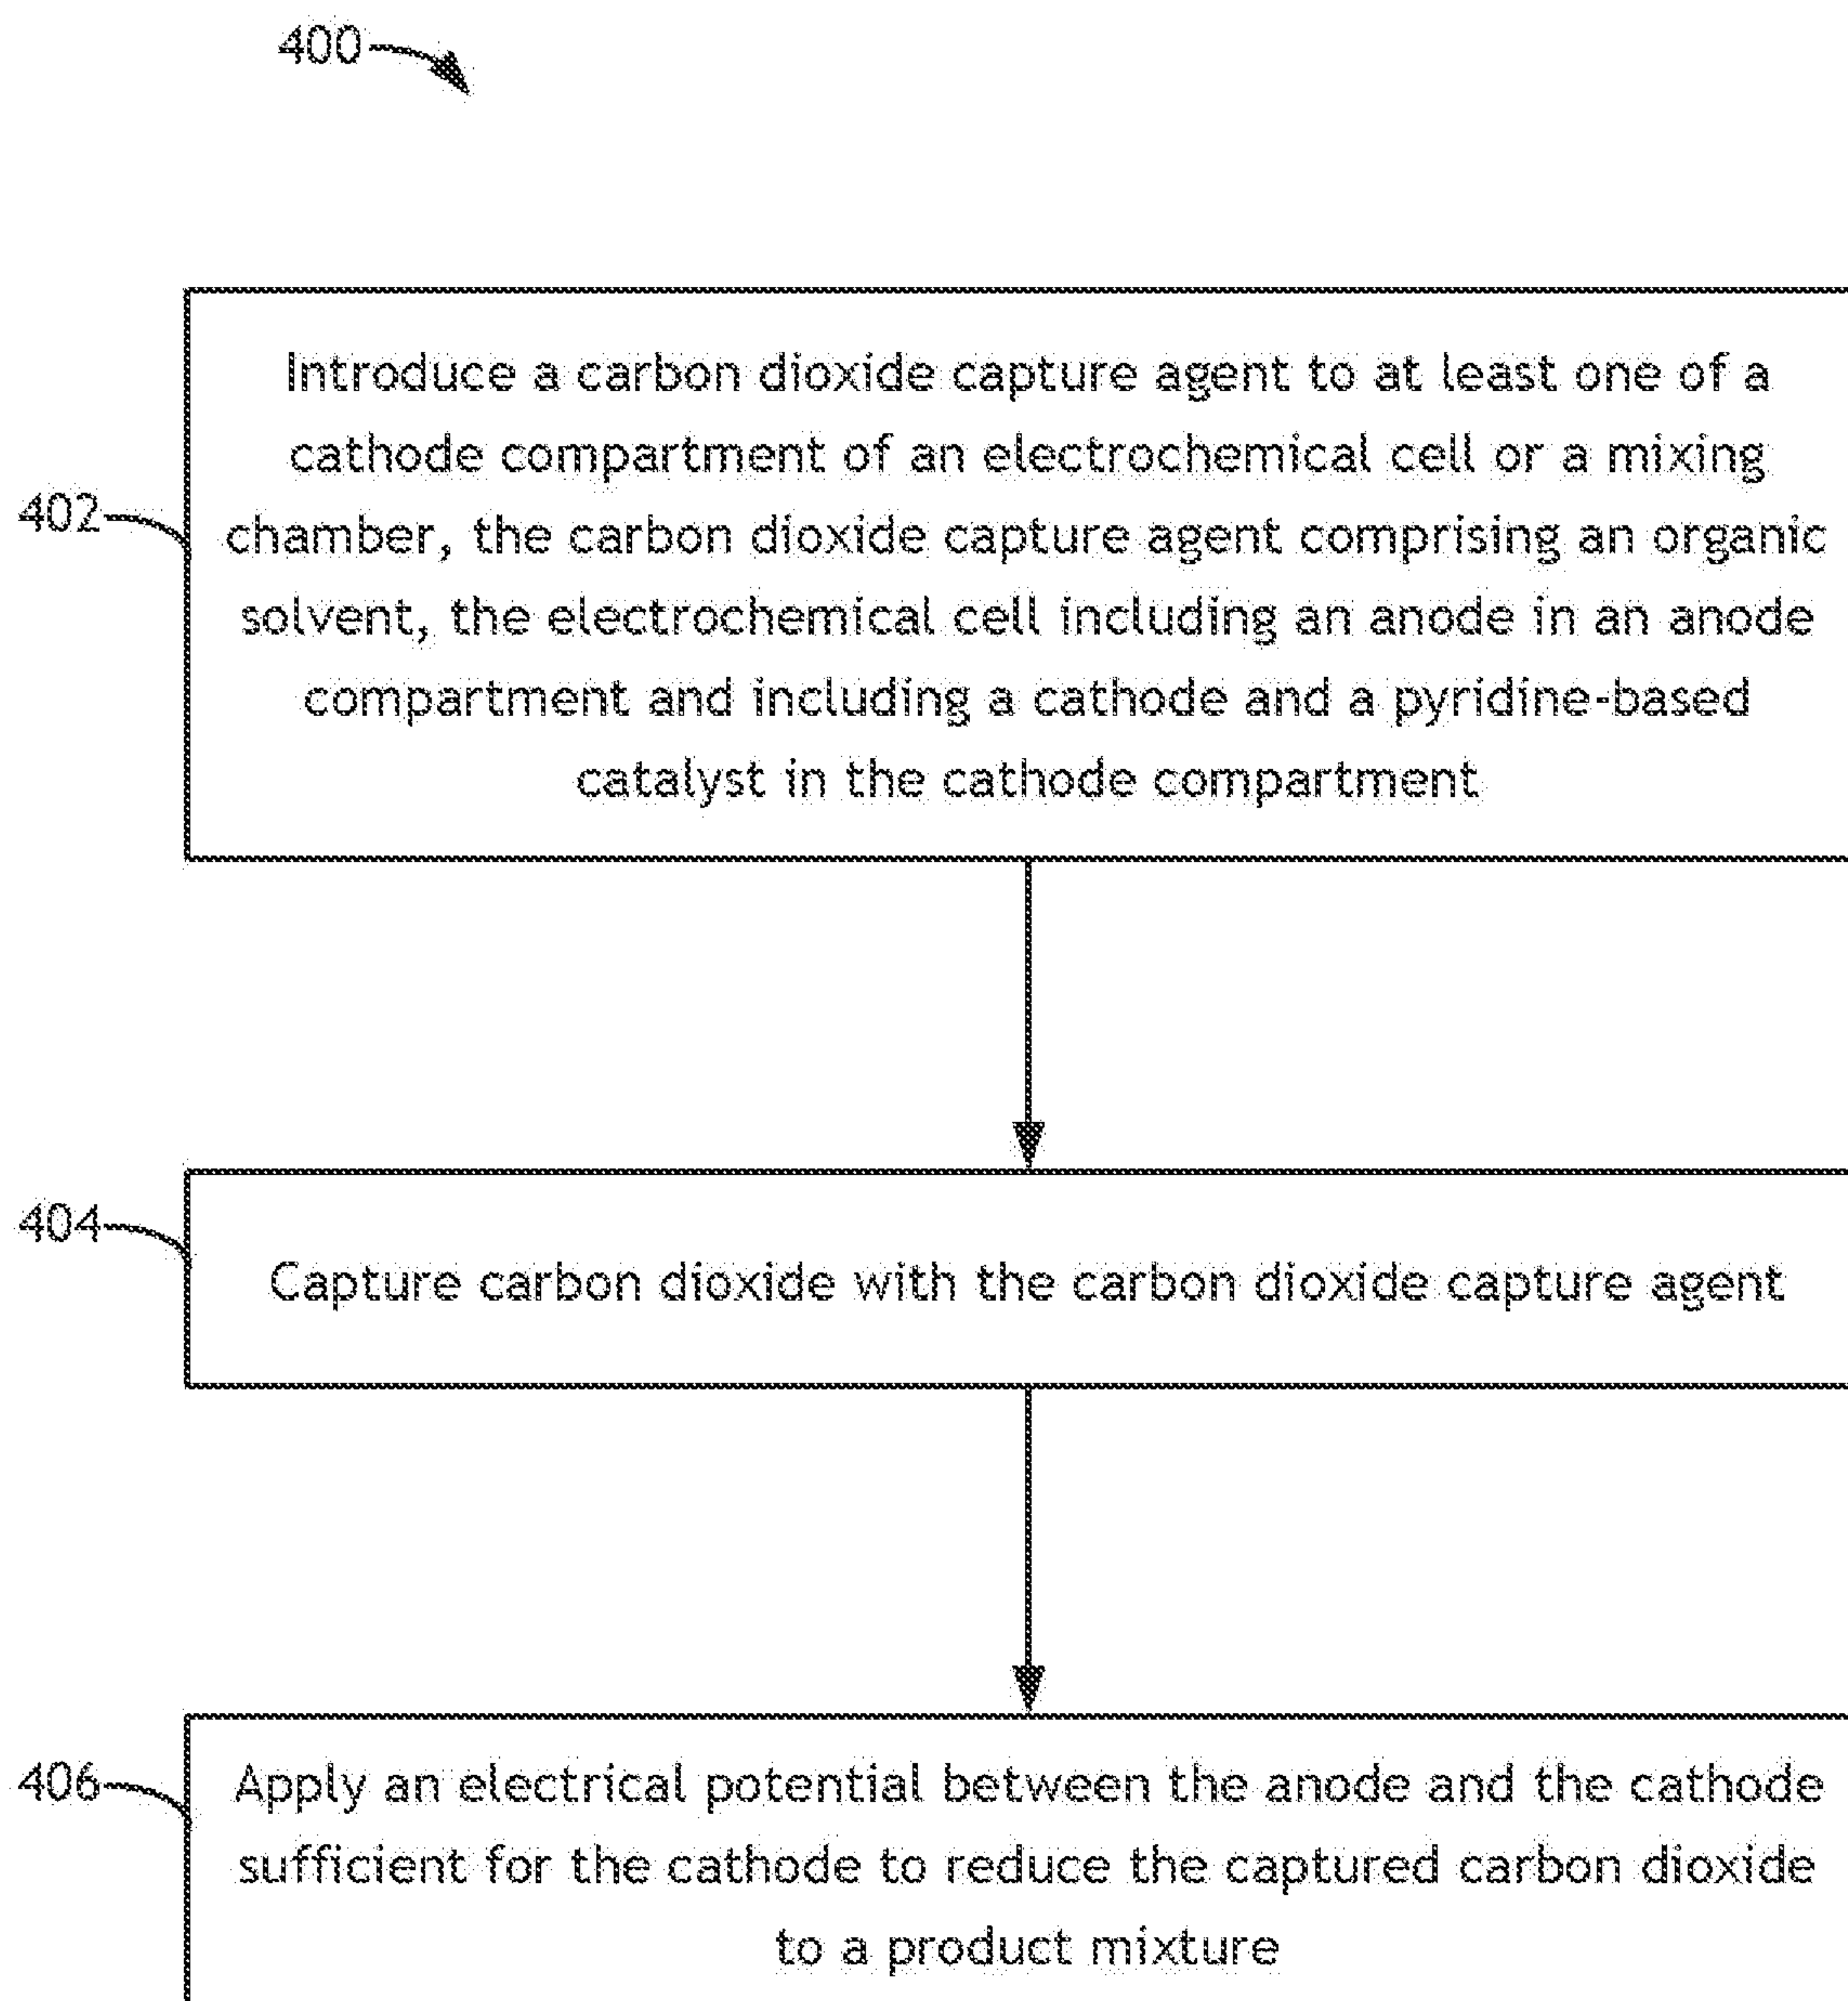 400
Introduce a carbon dioxide capture agent to at least one of a
cathode compartment of an electrochemical cell or a mixing
402
chamber, the carbon dioxide capture agent comprising an organic
solvent, the electrochemical cell including an anode in an anode
compartment and including a cathode and a pyridine-based
catalyst in the cathode compartment
404
Capture carbon dioxide with the carbon dioxide capture agent
406
Apply an electrical potential between the anode and the cathode
sufficient for the cathode to reduce the captured carbon dioxide
to a product mixture